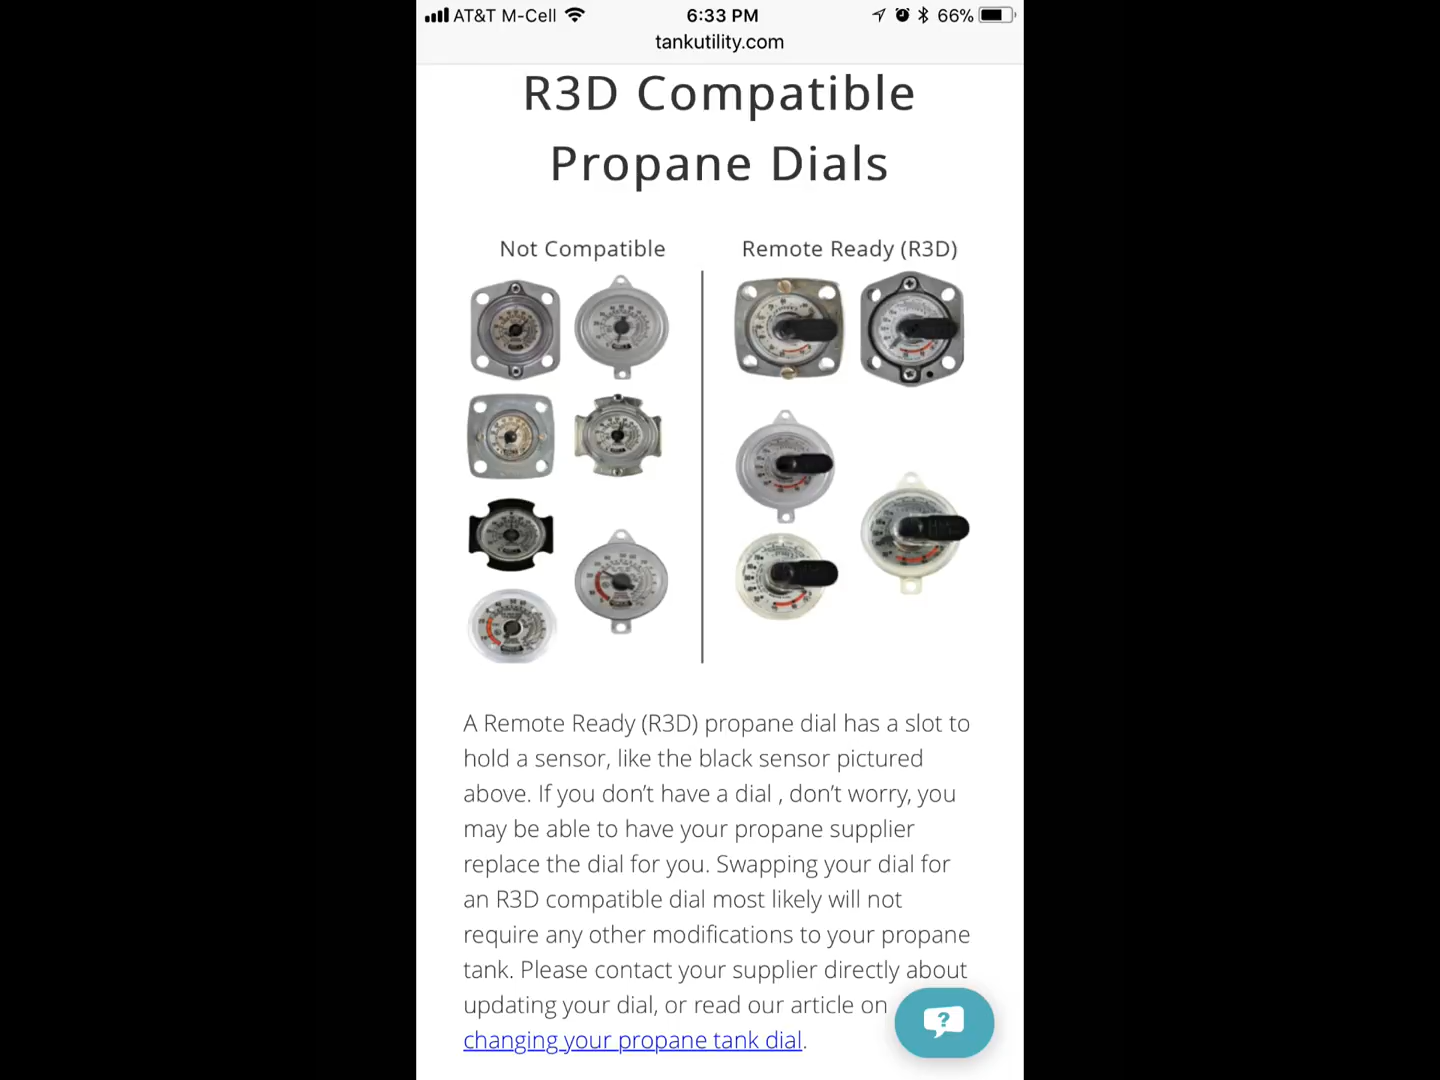 AT&T M-Cell
6:33 PM
66%
tankutility.com
R3D Compatible
Propane Dials
Not Compatible
Remote Ready (R3D)
A Remote Ready (R3D) propane dial has a slot to
hold a sensor, like the black sensor pictured
above. If you don’t have a dial , don’t worry, you
may be able to have your propane supplier
replace the dial for you. Swapping your dial for
an R3D compatible dial most likely will not
require any other modifications to your propane
tank. Please contact your supplier directly about
updating your dial, or read our article on
changing your propane tank dial.
?